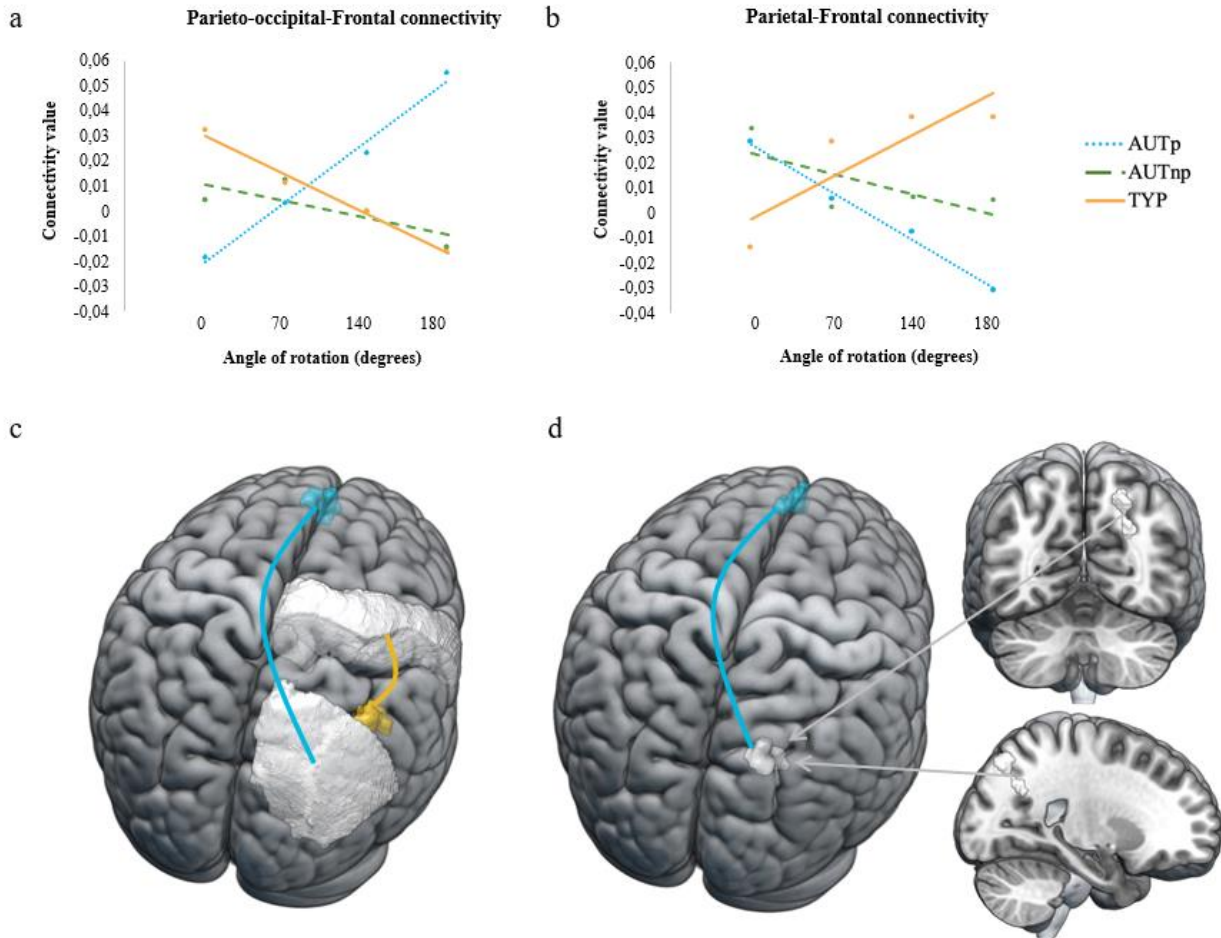 a
Parieto-occipital-Frontal connectivity
Connectivity value
0,06
0,05
0,04
0,03
0,02
0,01
0
-0,01
-0,02
-0,03
-0,04
0 70 140 180
Angle of rotation (degrees)
b
Parietal-Frontal connectivity
Connectivity value
0,06
0,05
0,04
0,03
0,02
0,01
0
-0,01
-0,02
-0,03
-0,04
0 70 140 180
Angle of rotation (degrees)
AUTp
AUTnp
TYP
c
d